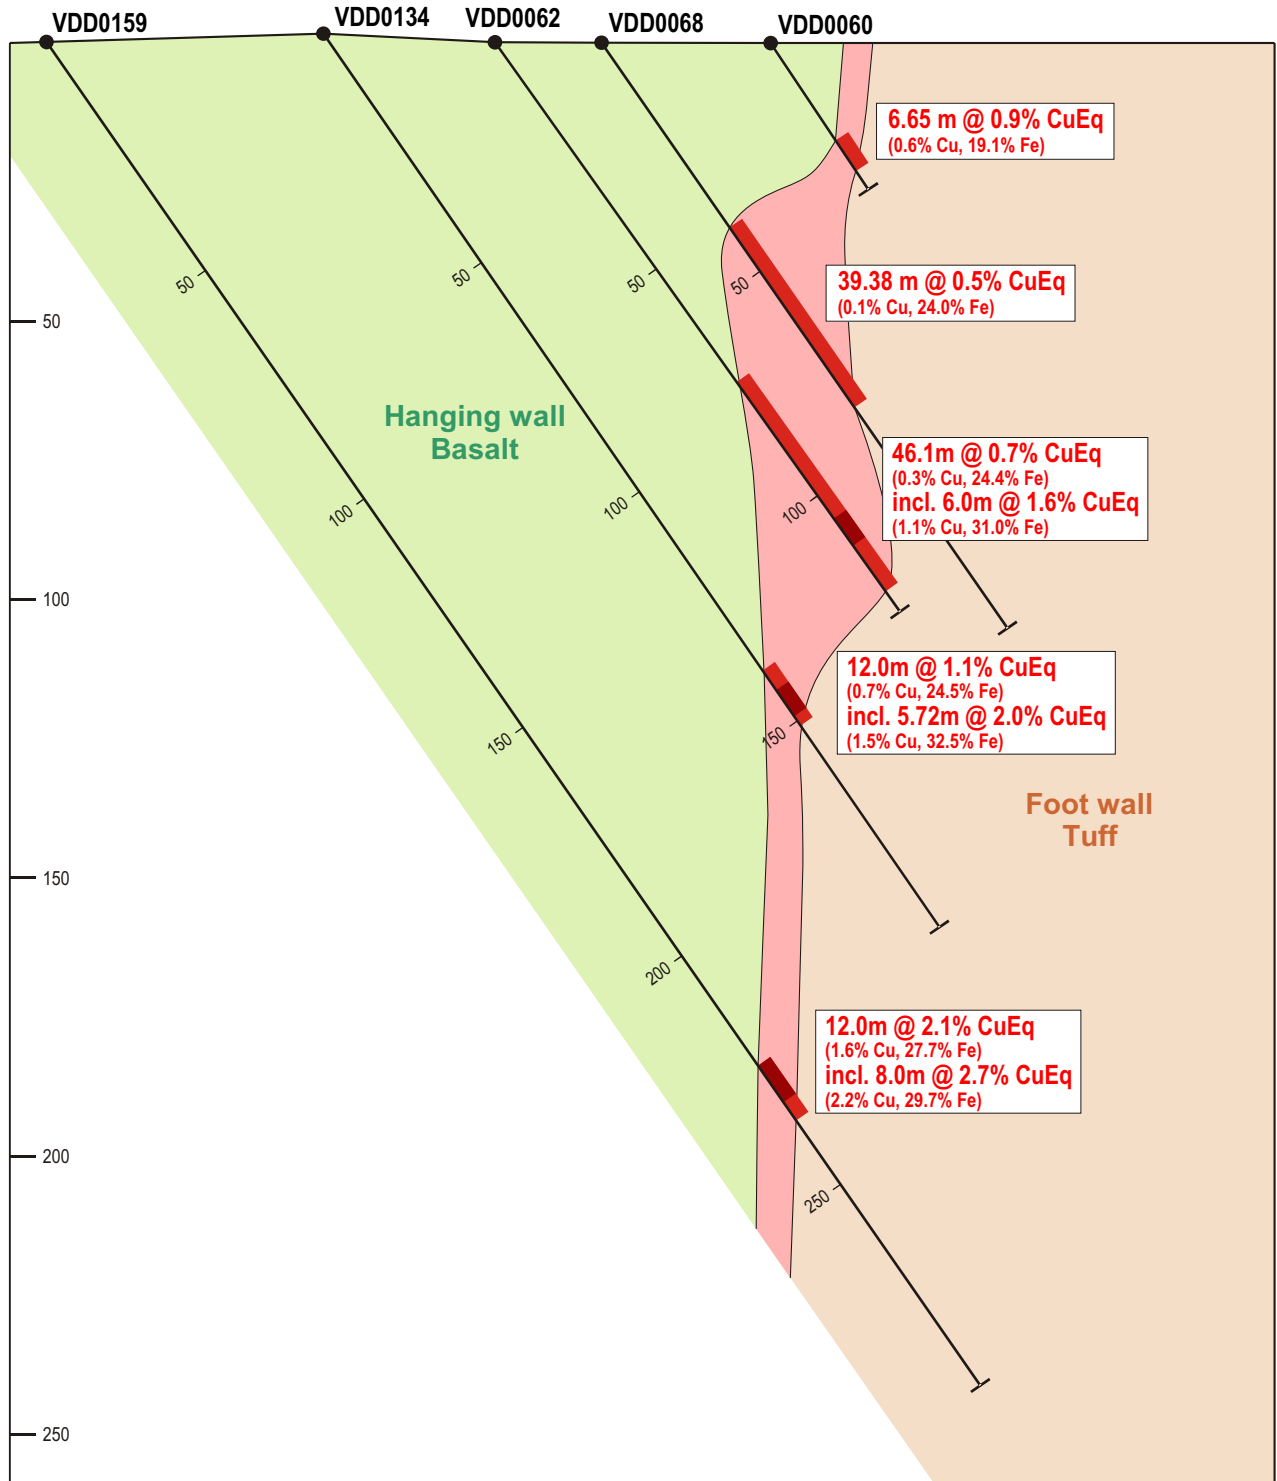 VDD0159
VDD0134
VDD0062
VDD0068
VDD0060
6.65 m @ 0.9% CuEq
(0.6% Cu, 19.1% Fe)
50
50
50
50
39.38 m @ 0.5% CuEq
(0.1% Cu, 24.0% Fe)
50
Hanging wall
Basalt
46.1m @ 0.7% CuEq
(0.3% Cu, 24.4% Fe)
incl. 6.0m @ 1.6% CuEq
(1.1% Cu, 31.0% Fe)
100
100
100
100
12.0m @ 1.1% CuEq
(0.7% Cu, 24.5% Fe)
incl. 5.72m @ 2.0% CuEq
(1.5% Cu, 32.5% Fe)
150
150
Foot wall
Tuff
150
200
12.0m @ 2.1% CuEq
(1.6% Cu, 27.7% Fe)
incl. 8.0m @ 2.7% CuEq
(2.2% Cu, 29.7% Fe)
200
250
250